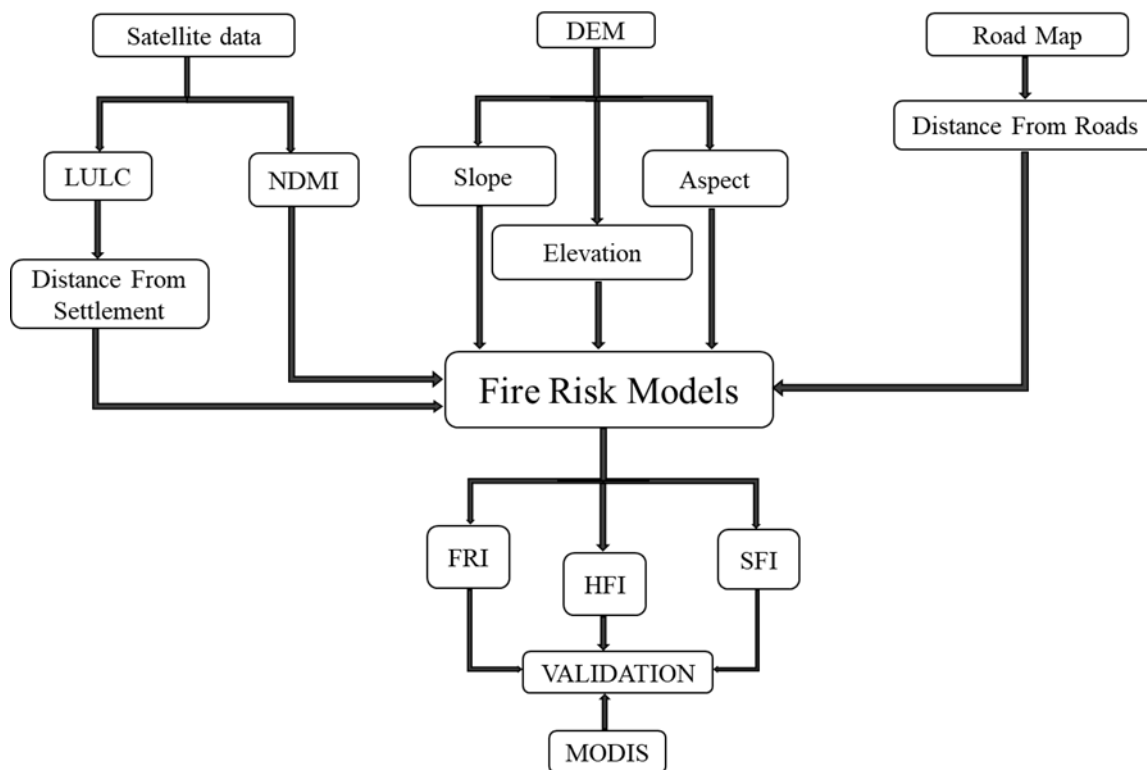 Satellite data
DEM
Road Map
Distance From Roads
LULC
NDMI
Slope
Aspect
Elevation
Distance From
Settlement
Fire Risk Models
FRI
HFI
SFI
VALIDATION
MODIS